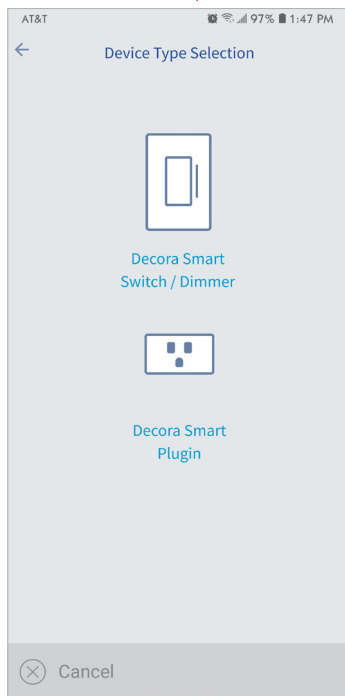 AT&T 97% 1:47 PM
Device Type Selection
Decora Smart
Switch / Dimmer
Decora Smart
Plugin
Cancel